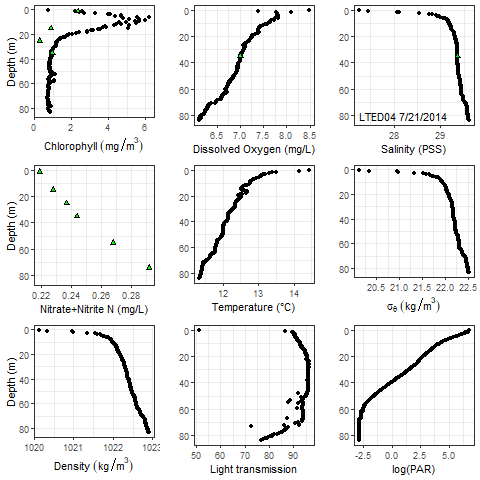 Depth (m)
0
20
40
60
80
0 2 4 6
Chlorophyll (mg/m³)
0
20
40
60
80
6.5 7.0 7.5 8.0 8.5
Dissolved Oxygen (mg/L)
0
20
40
60
80
LTED04 7/21/2014
28 29
Salinity (PSS)
Depth (m)
0
20
40
60
80
0.22 0.24 0.26 0.28
Nitrate+Nitrite N (mg/L)
0
20
40
60
80
12 13 14
Temperature (°C)
0
20
40
60
80
20.5 21.0 21.5 22.0 22.5
σθ (kg/m³)
Depth (m)
0
20
40
60
80
1020 1021 1022 1023
Density (kg/m³)
0
20
40
60
80
50 60 70 80 90
Light transmission
0
20
40
60
80
-2.5 0.0 2.5 5.0
log(PAR)